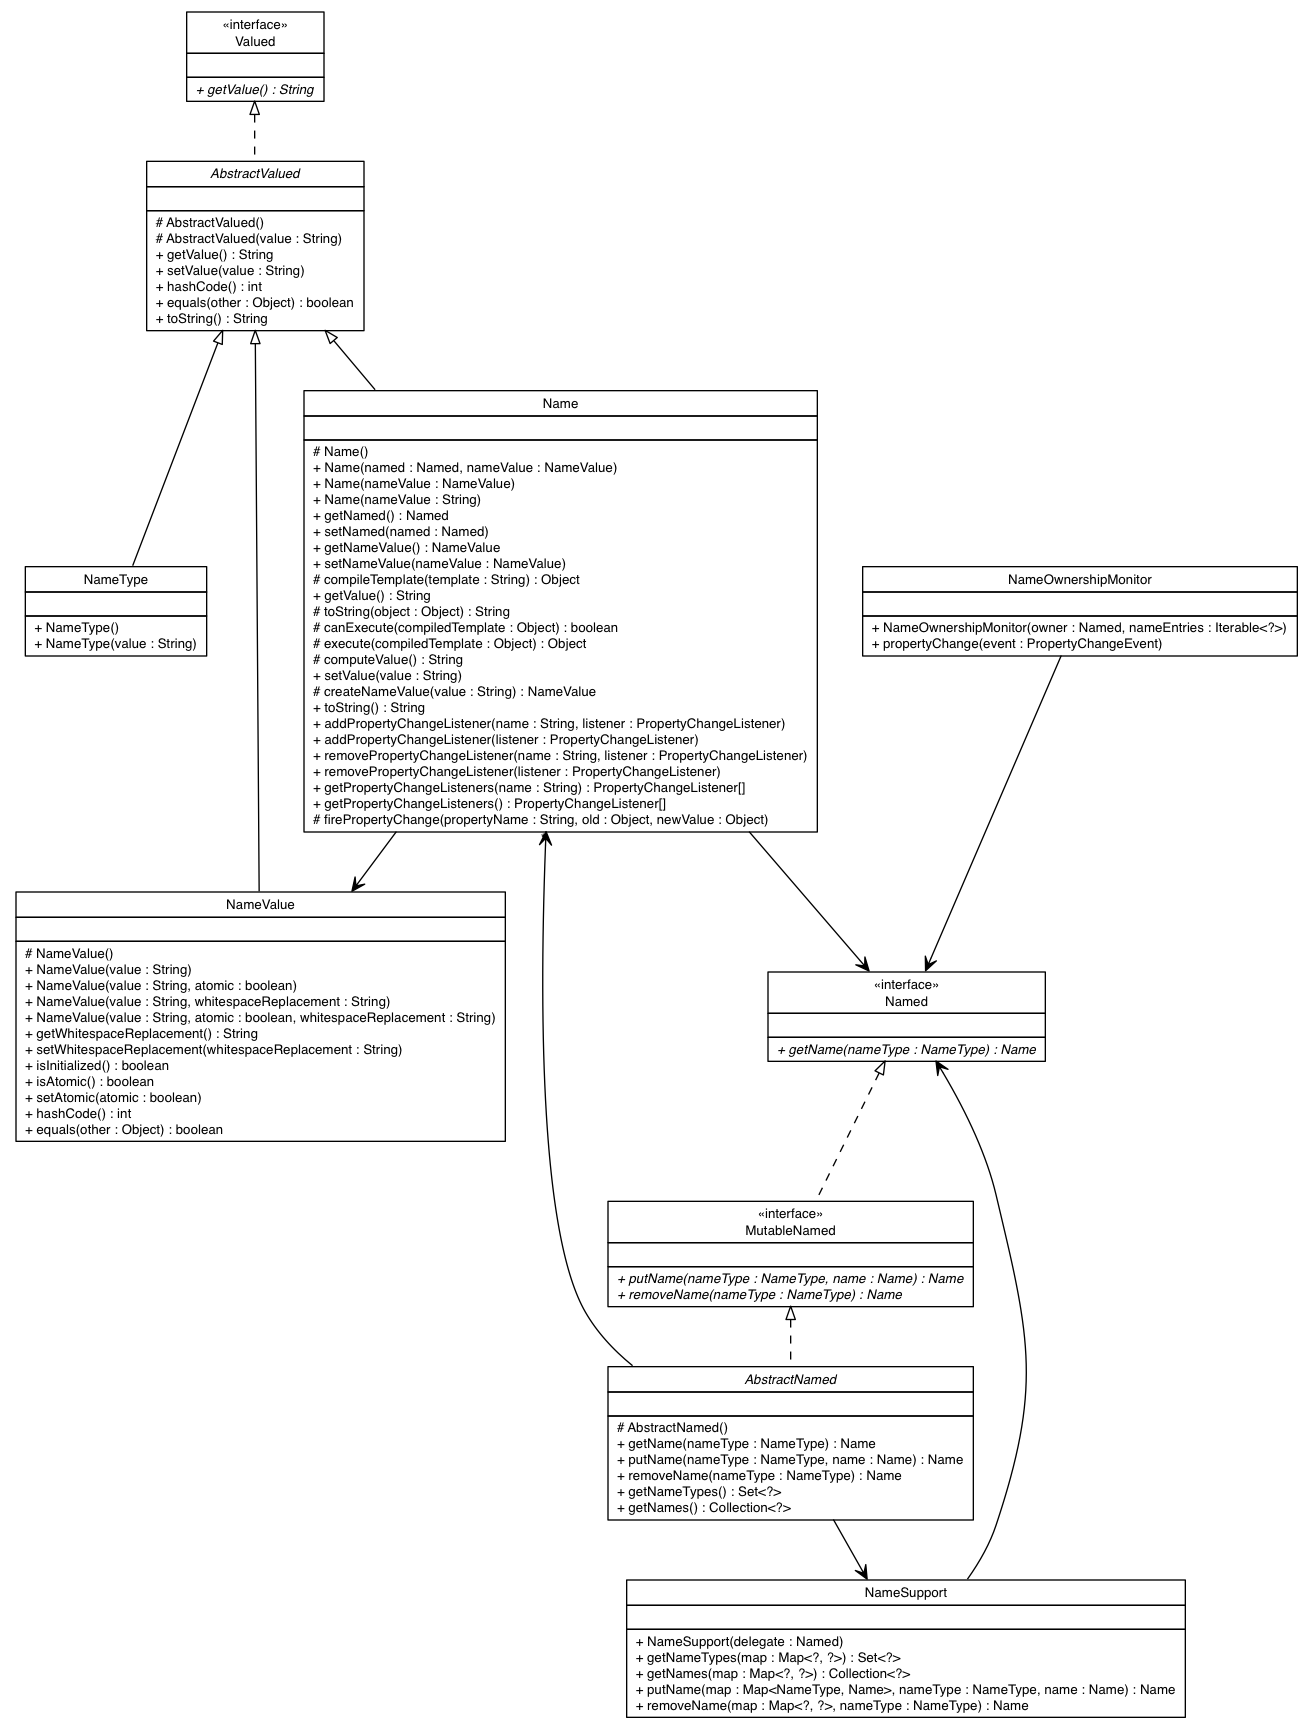 «interface»
Valued
+ getValue() : String
AbstractValued
# AbstractValued()
# AbstractValued(value : String)
+ getValue() : String
+ setValue(value : String)
+ hashCode() : int
+ equals(other : Object) : boolean
+ toString() : String
Name
# Name()
+ Name(named : Named, nameValue : NameValue)
+ Name(nameValue : NameValue)
+ Name(nameValue : String)
+ getNamed() : Named
+ setNamed(named : Named)
+ getNameValue() : NameValue
+ setNameValue(nameValue : NameValue)
# compileTemplate(template : String) : Object
+ getValue() : String
# toString(object : Object) : String
# canExecute(compiledTemplate : Object) : boolean
# execute(compiledTemplate : Object) : Object
# computeValue() : String
+ setValue(value : String)
# createNameValue(value : String) : NameValue
+ toString() : String
+ addPropertyChangeListener(name : String, listener : PropertyChangeListener)
+ addPropertyChangeListener(listener : PropertyChangeListener)
+ removePropertyChangeListener(name : String, listener : PropertyChangeListener)
+ removePropertyChangeListener(listener : PropertyChangeListener)
+ getPropertyChangeListeners(name : String) : PropertyChangeListener[]
+ getPropertyChangeListeners() : PropertyChangeListener[]
# firePropertyChange(propertyName : String, old : Object, newValue : Object)
NameType
+ NameType()
+ NameType(value : String)
NameOwnershipMonitor
+ NameOwnershipMonitor(owner : Named, nameEntries : Iterable<?>)
+ propertyChange(event : PropertyChangeEvent)
NameValue
# NameValue()
+ NameValue(value : String)
+ NameValue(value : String, atomic : boolean)
+ NameValue(value : String, whitespaceReplacement : String)
+ NameValue(value : String, atomic : boolean, whitespaceReplacement : String)
+ getWhitespaceReplacement() : String
+ setWhitespaceReplacement(whitespaceReplacement : String)
+ isInitialized() : boolean
+ isAtomic() : boolean
+ setAtomic(atomic : boolean)
+ hashCode() : int
+ equals(other : Object) : boolean
«interface»
Named
+ getName(nameType : NameType) : Name
«interface»
MutableNamed
+ putName(nameType : NameType, name : Name) : Name
+ removeName(nameType : NameType) : Name
AbstractNamed
# AbstractNamed()
+ getName(nameType : NameType) : Name
+ putName(nameType : NameType, name : Name) : Name
+ removeName(nameType : NameType) : Name
+ getNameTypes() : Set<?>
+ getNames() : Collection<?>
NameSupport
+ NameSupport(delegate : Named)
+ getNameTypes(map : Map<?, ?>) : Set<?>
+ getNames(map : Map<?, ?>) : Collection<?>
+ putName(map : Map<NameType, Name>, nameType : NameType, name : Name) : Name
+ removeName(map : Map<?, ?>, nameType : NameType) : Name